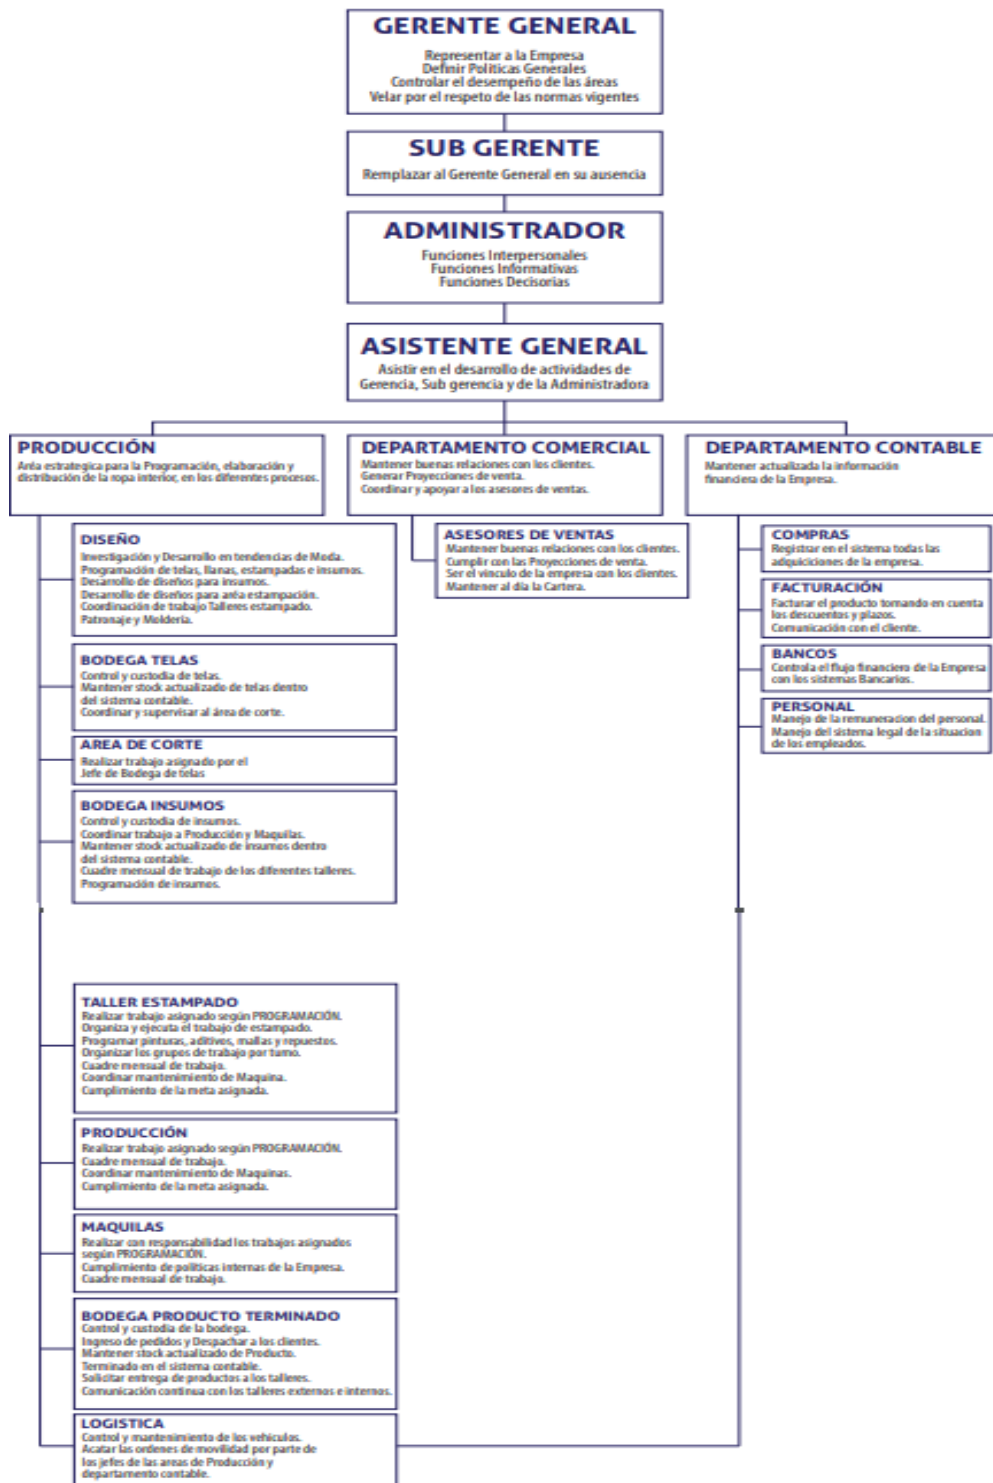 GERENTE GENERAL
Representar a la Empresa
Definir Políticas Generales
Controlar el desempeño de las áreas
Velar por el respeto de las normas vigentes
SUB GERENTE
Remplazar al Gerente General en su ausencia
ADMINISTRADOR
Funciones Interpersonales
Funciones Informativas
Funciones Decisorias
ASISTENTE GENERAL
Asistir en el desarrollo de actividades de
Gerencia, Sub gerencia y de la Administradora
PRODUCCIÓN
Aréa estrategica para la Programación, elaboración y
distribución de la ropa interior, en los diferentes procesos.
DISEÑO
Investigación y Desarrollo en tendencias de Moda.
Programación de telas, llanas, estampadas e insumos.
Desarrollo de diseños para insumos.
Desarrollo de diseños para aréa estampación.
Coordinación de trabajo Talleres estampado.
Patronaje y Moldería.
BODEGA TELAS
Control y custodia de telas.
Mantener stock actualizado de telas dentro
del sistema contable.
Coordinar y supervisar al área de corte.
AREA DE CORTE
Realizar trabajo asignado por el
Jefe de Bodega de telas
BODEGA INSUMOS
Control y custodia de insumos.
Coordinar trabajo a Producción y Maquilas.
Mantener stock actualizado de insumos dentro
del sistema contable.
Cuadre mensual de trabajo de los diferentes talleres.
Programación de insumos.
TALLER ESTAMPADO
Realizar trabajo asignado según PROGRAMACIÓN.
Organiza y ejecuta el trabajo de estampado.
Programar pinturas, aditivos, mallas y repuestos.
Organizar los grupos de trabajo por turno.
Cuadre mensual de trabajo.
Coordinar mantenimiento de Maquina.
Cumplimiento de la meta asignada.
PRODUCCIÓN
Realizar trabajo asignado según PROGRAMACIÓN.
Cuadre mensual de trabajo.
Coordinar mantenimiento de Maquinas.
Cumplimiento de la meta asignada.
MAQUILAS
Realizar con responsabilidad los trabajos asignados
según PROGRAMACIÓN.
Cumplimiento de políticas internas de la Empresa.
Cuadre mensual de trabajo.
BODEGA PRODUCTO TERMINADO
Control y custodia de la bodega.
Ingreso de pedidos y Despachar a los clientes.
Mantener stock actualizado de Producto.
Terminado en el sistema contable.
Solicitar entrega de productos a los talleres.
Comunicación continua con los talleres externos e internos.
LOGISTICA
Control y mantenimiento de los vehículos.
Acatar las ordenes de movilidad por parte de
los jefes de las areas de Producción y
departamento contable.
DEPARTAMENTO COMERCIAL
Mantener buenas relaciones con los clientes.
Generar Proyecciones de venta.
Coordinar y apoyar a los asesores de ventas.
ASESORES DE VENTAS
Mantener buenas relaciones con los clientes.
Cumplir con las Proyecciones de venta.
Ser el vinculo de la empresa con los clientes.
Mantener al día la Cartera.
DEPARTAMENTO CONTABLE
Mantener actualizada la información
financiera de la Empresa.
COMPRAS
Registrar en el sistema todas las
adquiciciones de la empresa.
FACTURACIÓN
Facturar el producto tomando en cuenta
los descuentos y plazos.
Comunicación con el cliente.
BANCOS
Controla el flujo financiero de la Empresa
con los sistemas Bancarios.
PERSONAL
Manejo de la remuneracion del personal.
Manejo del sistema legal de la situacion
de los empleados.